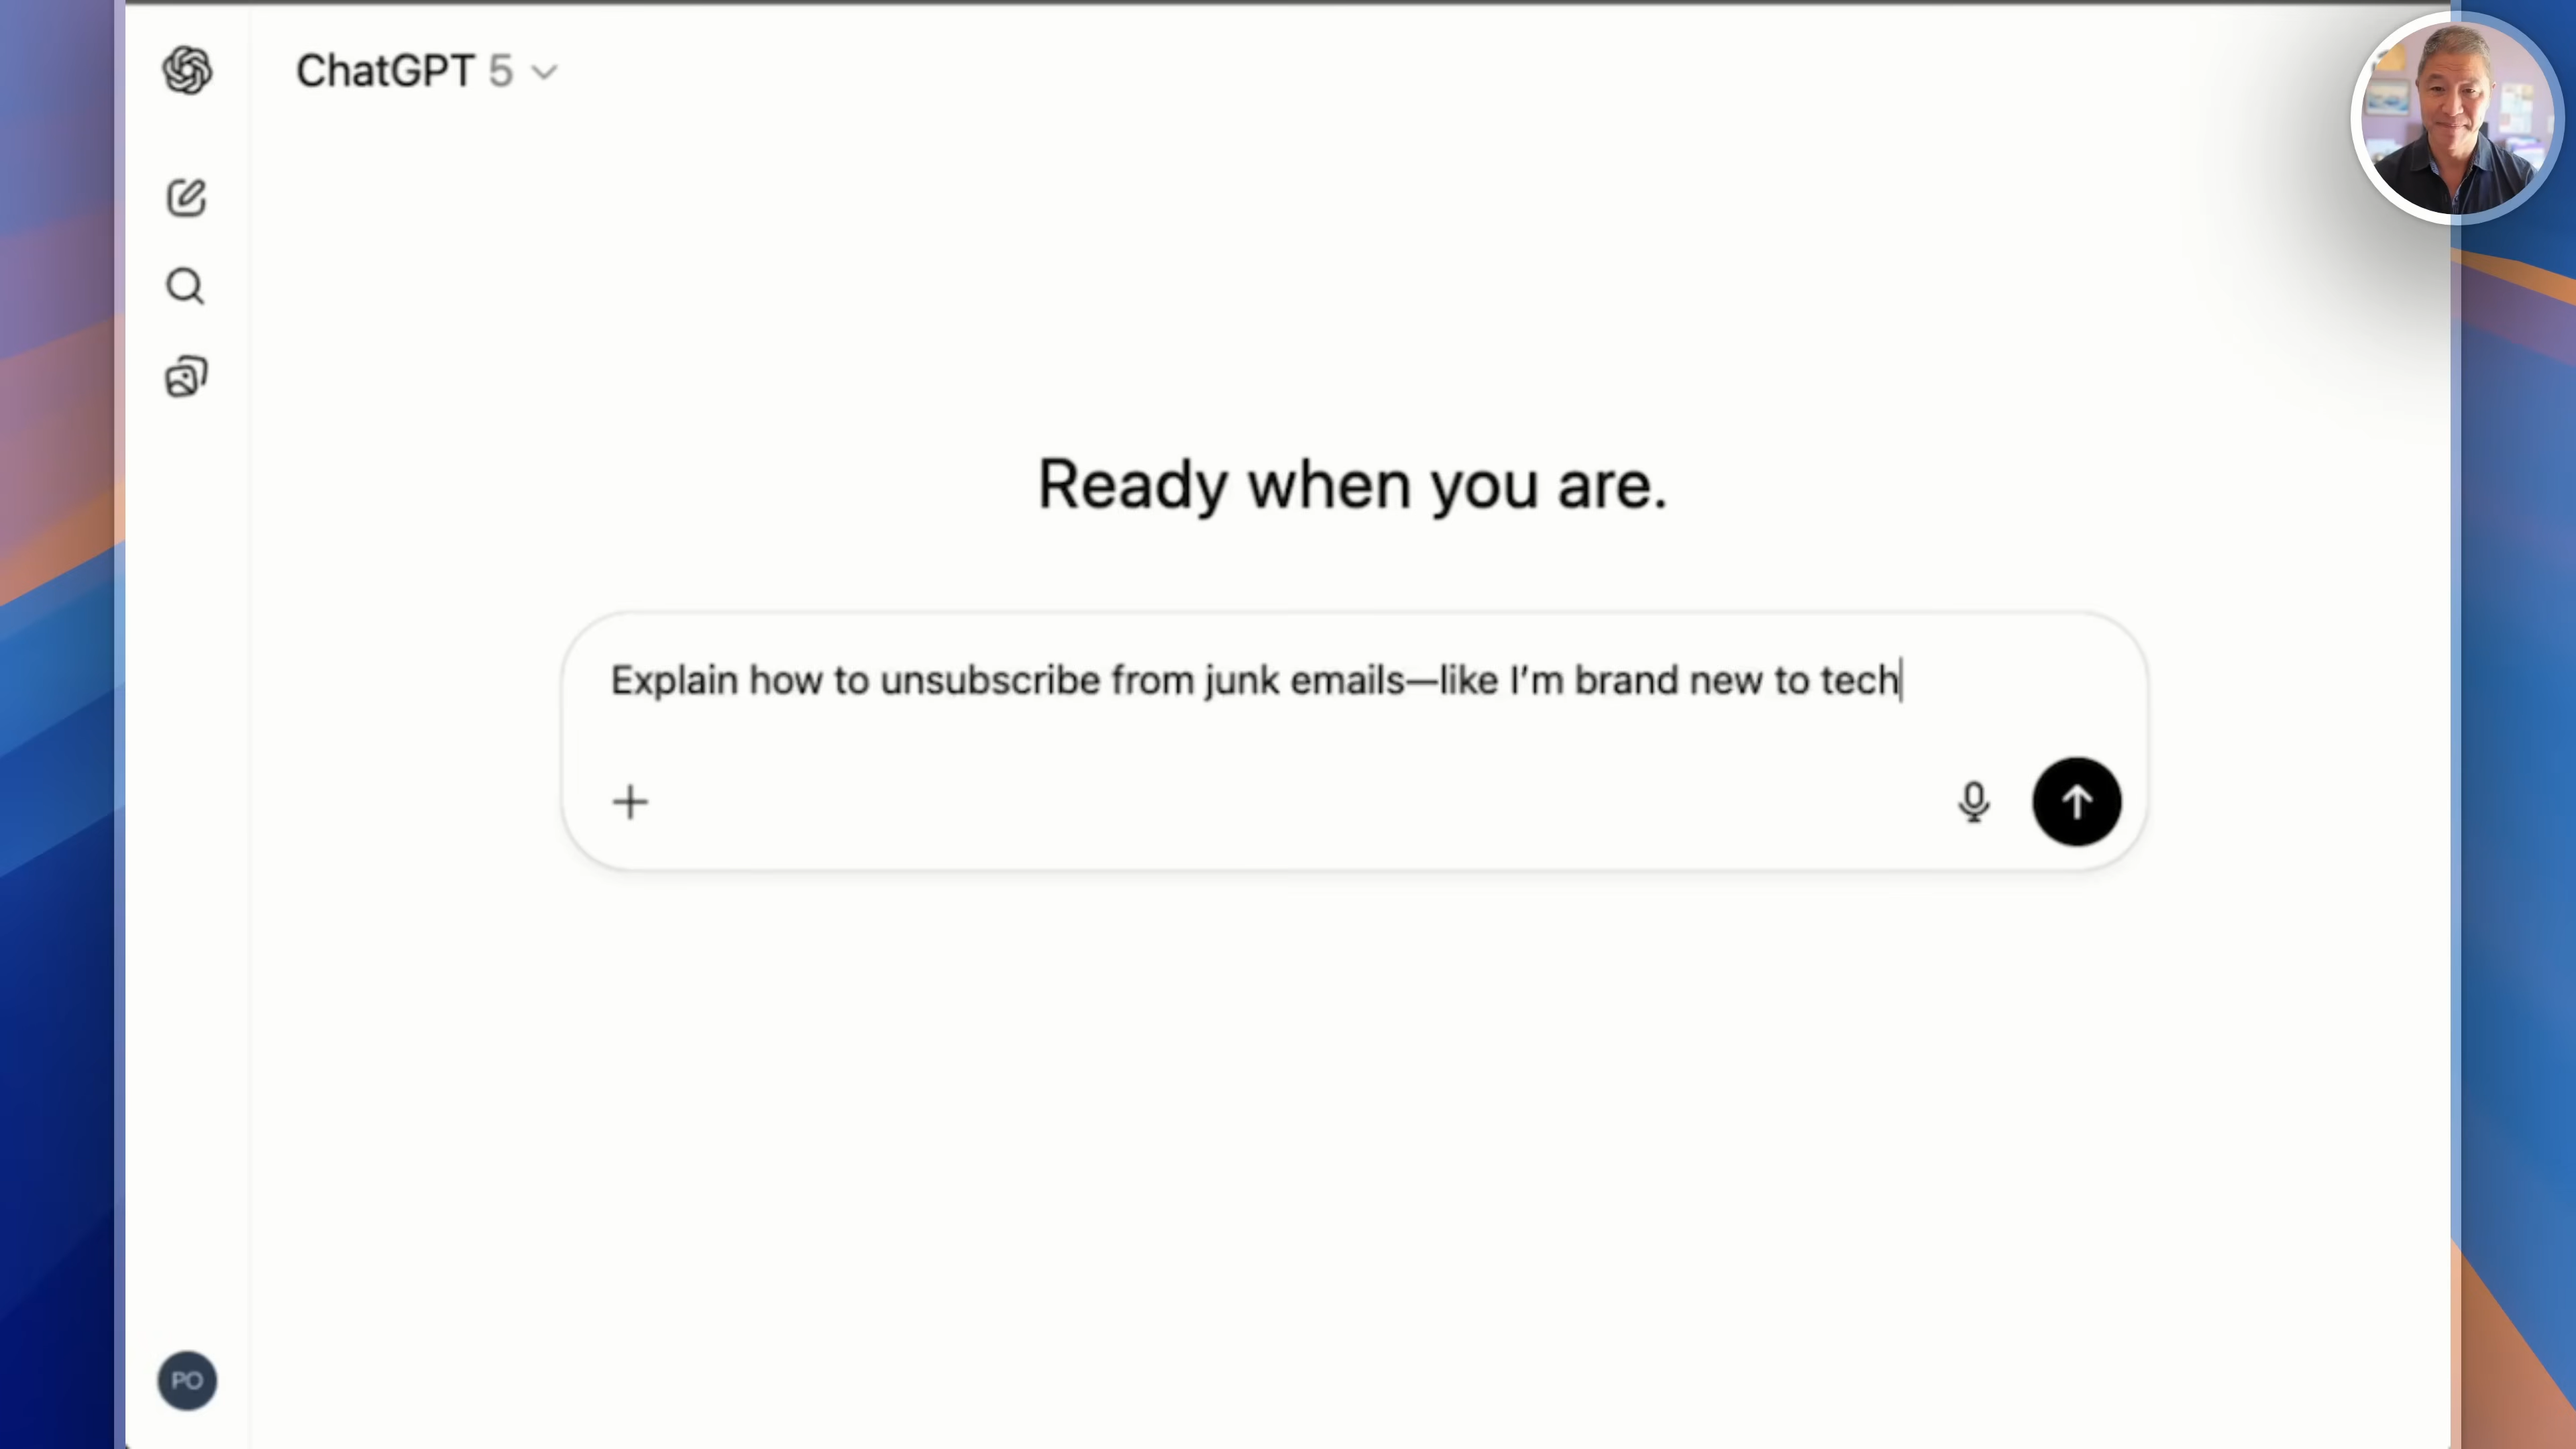 ChatGPT 5
Ready when you are.
Explain how to unsubscribe from junk emails—like I’m brand new to tech
PO